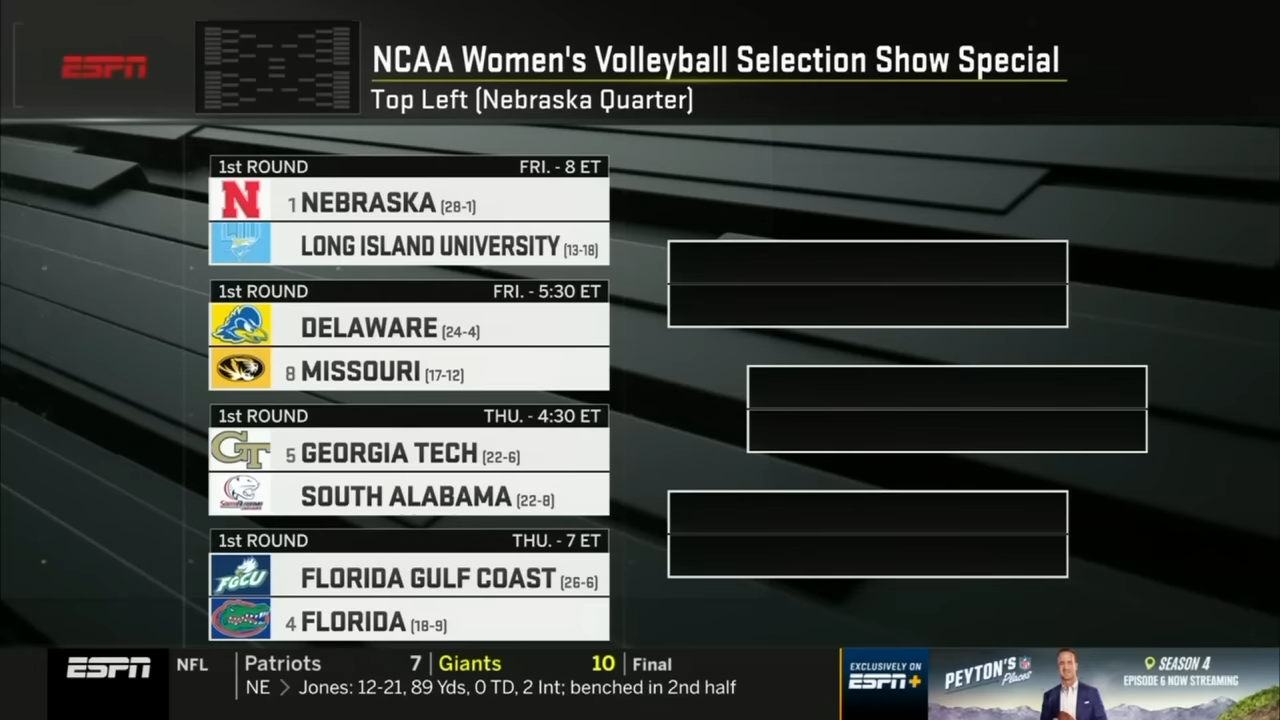 ESPN
NCAA Women's Volleyball Selection Show Special
Top Left (Nebraska Quarter)
1st ROUND FRI. - 8 ET
N 1 NEBRASKA (28-1)
LIU LONG ISLAND UNIVERSITY (13-18)
1st ROUND FRI. - 5:30 ET
DELAWARE (24-4)
8 MISSOURI (17-12)
1st ROUND THU. - 4:30 ET
GT 5 GEORGIA TECH (22-6)
SOUTH ALABAMA (22-8)
1st ROUND THU. - 7 ET
FGCU FLORIDA GULF COAST (26-6)
4 FLORIDA (18-9)
ESPN NFL Patriots 7 Giants 10 Final
NE > Jones: 12-21, 89 Yds, 0 TD, 2 Int; benched in 2nd half
EXCLUSIVELY ON
ESPN+
PEYTON'S
Places
NFL
SEASON 4
EPISODE 6 NOW STREAMING